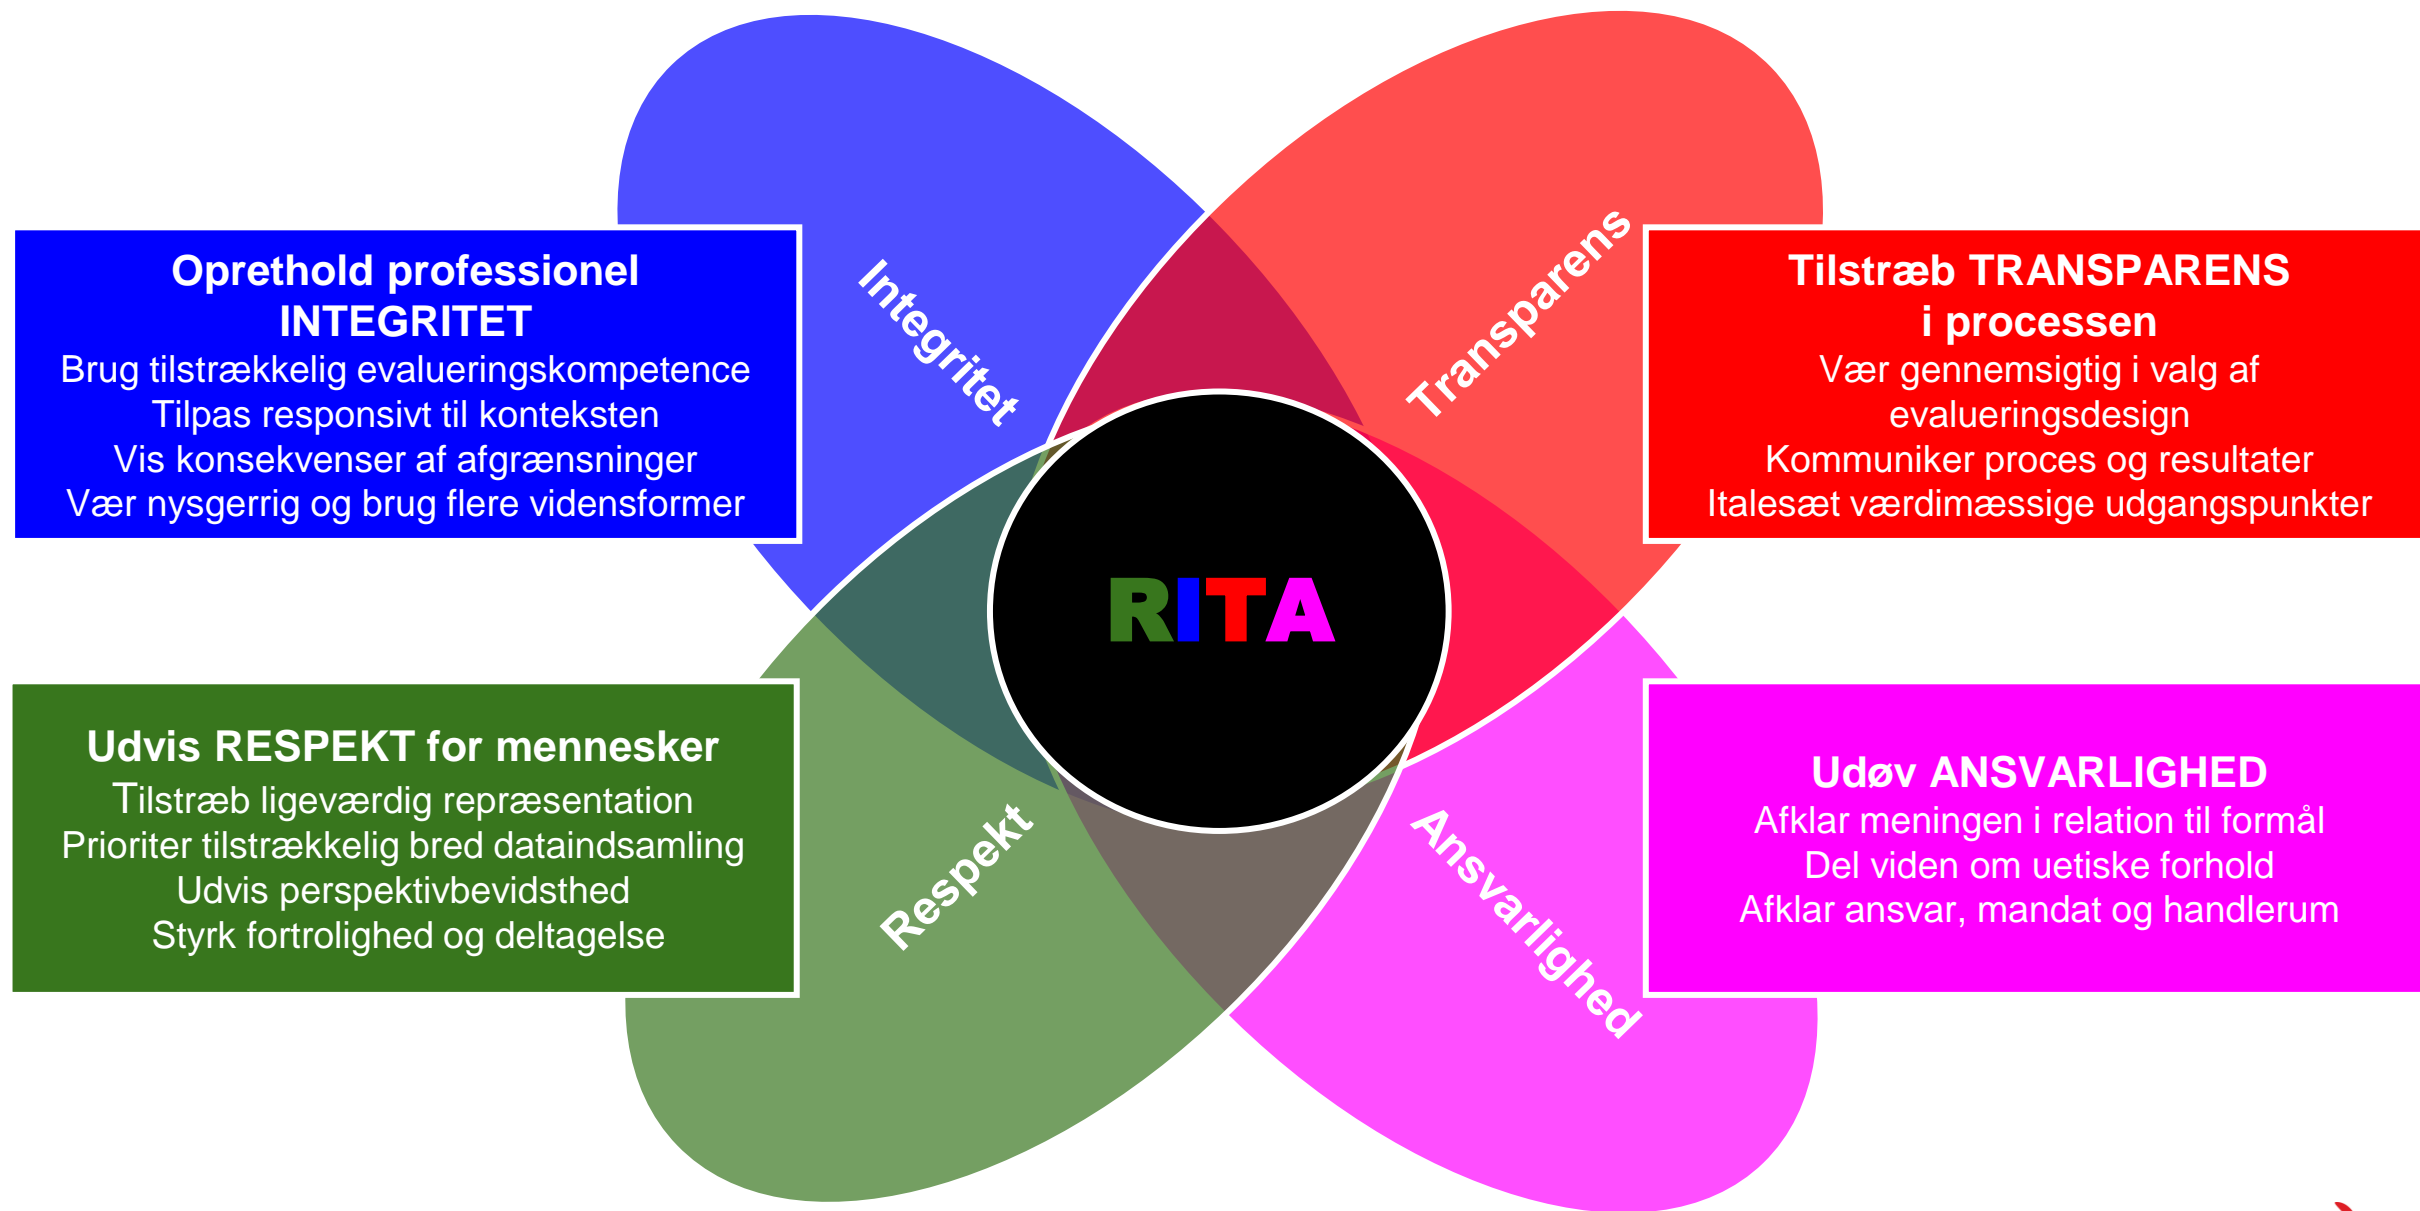 Oprethold professionel
INTEGRITET
Brug tilstrækkelig evalueringskompetence
Tilpas responsivt til konteksten
Vis konsekvenser af afgrænsninger
Vær nysgerrig og brug flere vidensformer
Integritet
Transparens
Tilstræb TRANSPARENS
i processen
Vær gennemsigtig i valg af
evalueringsdesign
Kommuniker proces og resultater
Italesæt værdimæssige udgangspunkter
RITA
Udvis RESPEKT for mennesker
Tilstræb ligeværdig repræsentation
Prioriter tilstrækkelig bred dataindsamling
Udvis perspektivbevidsthed
Styrk fortrolighed og deltagelse
Respekt
Ansvarlighed
Udøv ANSVARLIGHED
Afklar meningen i relation til formål
Del viden om uetiske forhold
Afklar ansvar, mandat og handlerum